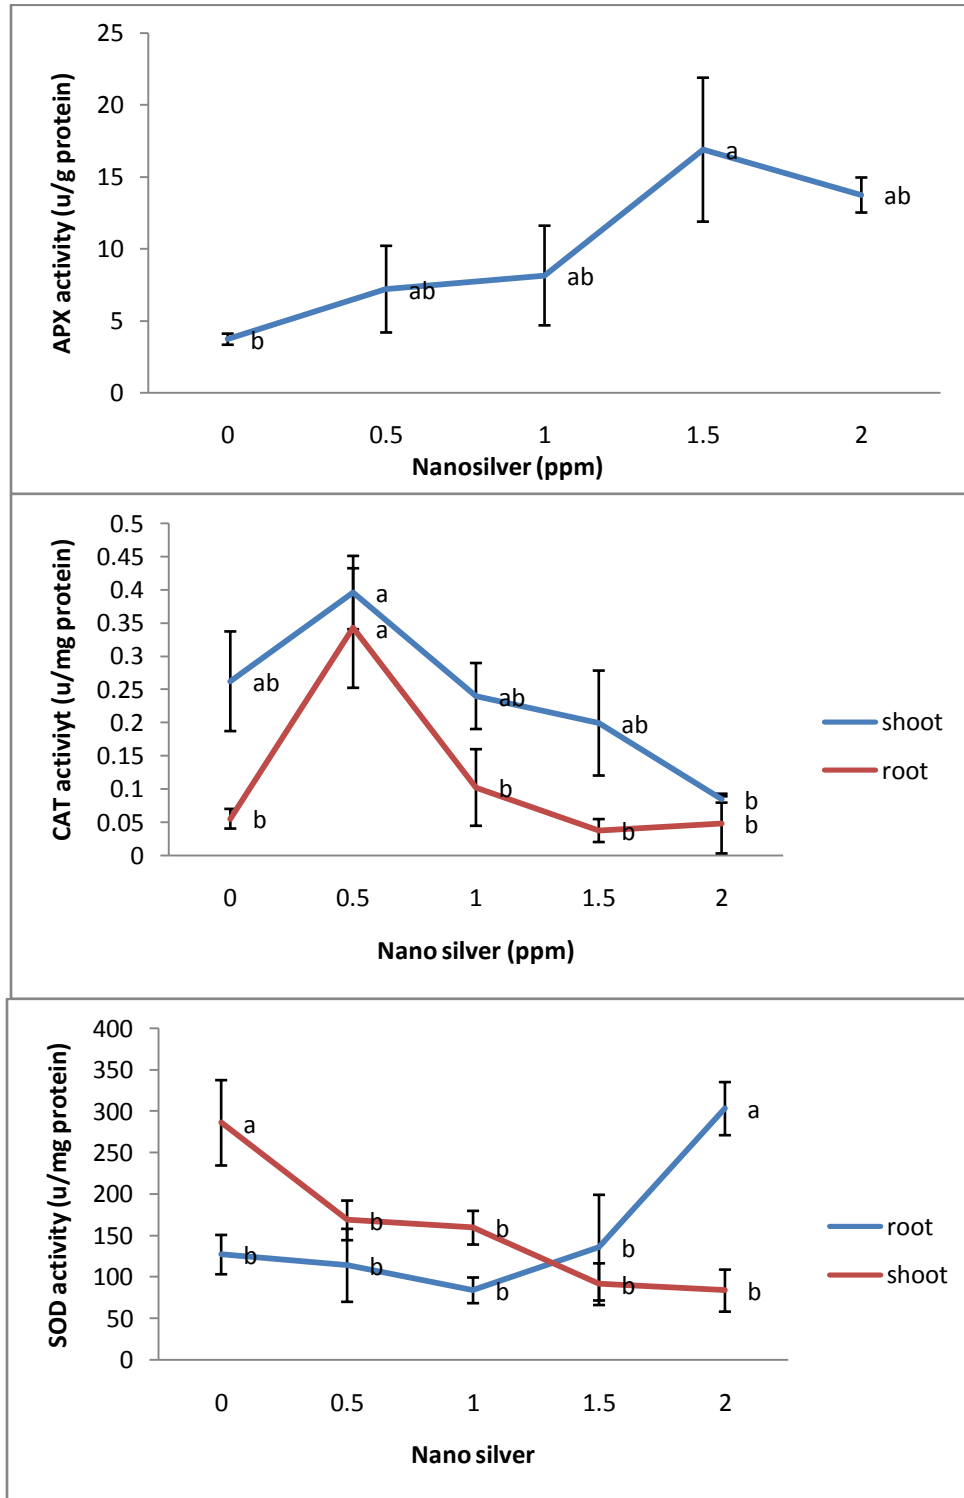 25
20
15
10
5
0
APX activity (u/g protein)
a
ab
ab
ab
b
0 0.5 1 1.5 2
Nanosilver (ppm)
0.5
0.45
0.4
0.35
0.3
0.25
0.2
0.15
0.1
0.05
0
CAT activiyt (u/mg protein)
a
a
ab
ab
ab
b
b
b
b
b
shoot
root
0 0.5 1 1.5 2
Nano silver (ppm)
400
350
300
250
200
150
100
50
0
SOD activity (u/mg protein)
a
a
b
b
b
b
b
b
b
b
root
shoot
0 0.5 1 1.5 2
Nano silver